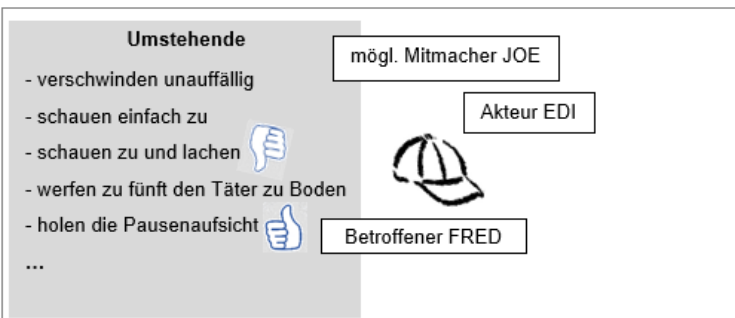 Umstehende
- verschwinden unauffällig
- schauen einfach zu
- schauen zu und lachen
- werfen zu fünft den Täter zu Boden
- holen die Pausenaufsicht
...
mögl. Mitmacher JOE
Akteur EDI
Betroffener FRED